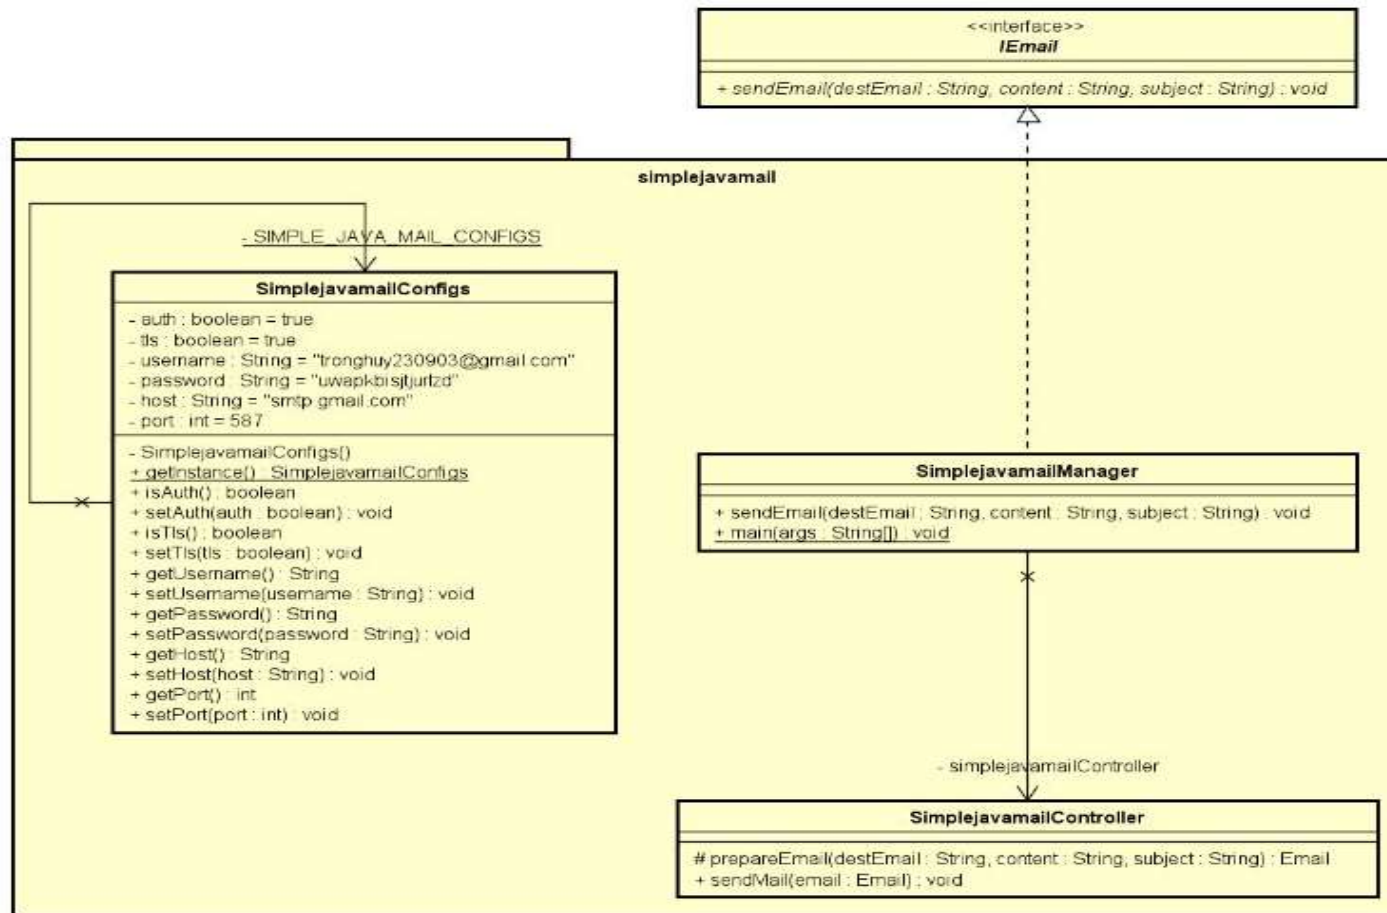 <<interface>>
IEmail
+ sendEmail(destEmail : String, content : String, subject : String) : void
simplejavamail
- SIMPLE_JAVA_MAIL_CONFIGS
SimplejavamailConfigs
- auth : boolean = true
- tls : boolean = true
- username : String = "tronghuy230903@gmail.com"
- host : String = "smtp.gmail.com"
- password : String =
- port : int = 587
- SimplejavamailConfigs()
+ getInstance() : SimplejavamailConfigs
+ isAuth() : boolean
+ setAuth(auth : boolean) : void
+ isTls() : boolean
+ setTls(tls : boolean) : void
+ getUsername() : String
+ setUsername(username : String) : void
+ getPassword() : String
+ setPassword(password : String) : void
+ getHost() : String
+ setHost(host : String) : void
+ getPort() : int
+ setPort(port : int) : void
SimplejavamailManager
+ sendEmail(destEmail : String, content : String, subject : String) : void
+ main(args : String[]) : void
- simplejavamailController
SimplejavamailController
# prepareEmail(destEmail : String, content : String, subject : String) : Email
+ sendMail(email : Email) : void